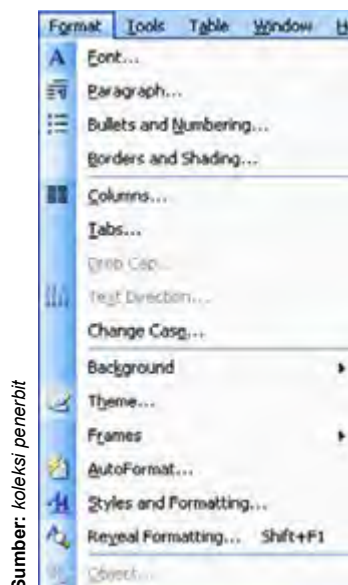 Format Tools Table Window H
Font...
Paragraph...
Bullets and Numbering...
Borders and Shading...
Columns...
Tabs...
Drop Cap...
Text Direction...
Change Case...
Background
Theme...
Frames
AutoFormat...
Styles and Formatting...
Reveal Formatting... Shift+F1
Object...
Sumber: koleksi penerbit